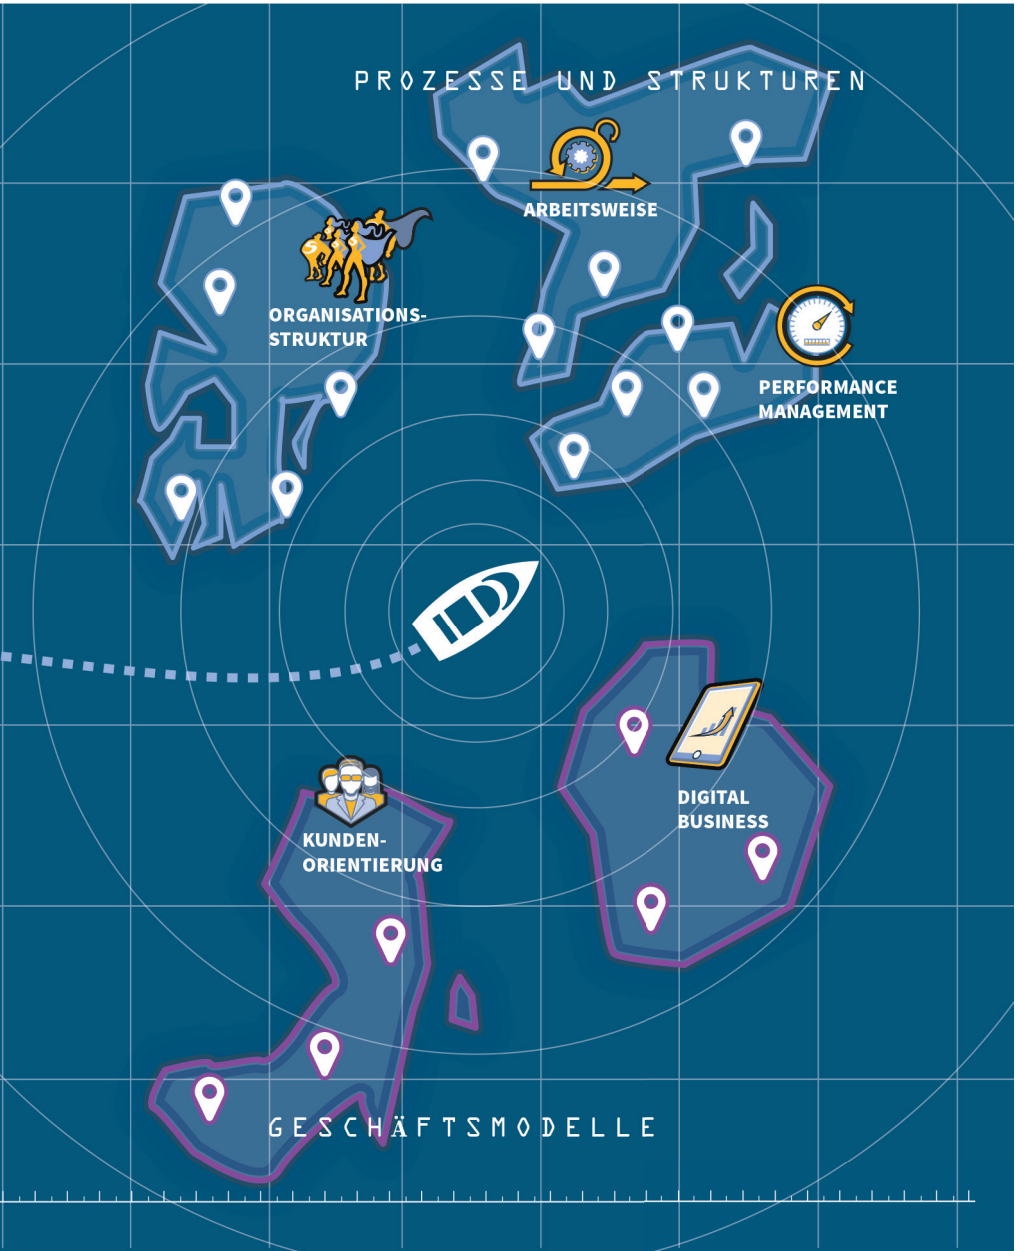 PROZESSE UND STRUKTUREN
ARBEITSWEISE
ORGANISATIONS-
STRUKTUR
PERFORMANCE
MANAGEMENT
DIGITAL
BUSINESS
KUNDEN-
ORIENTIERUNG
GESCHÄFTSMODELLE